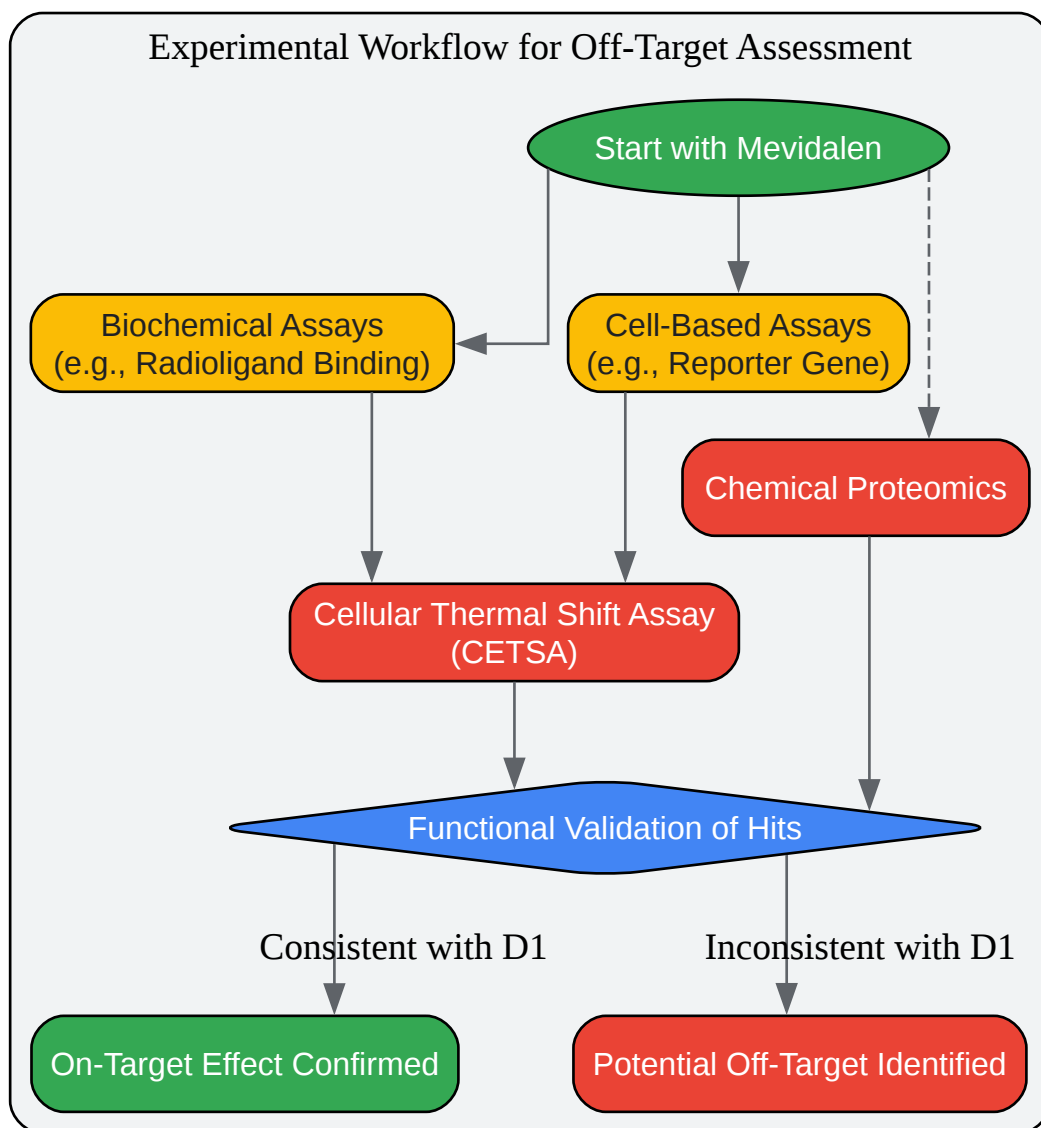 Experimental Workflow for Off-Target Assessment
Start with Mevidalen
Biochemical Assays
(e.g., Radioligand Binding)
Cell-Based Assays
(e.g., Reporter Gene)
Chemical Proteomics
Cellular Thermal Shift Assay
(CETSA)
Functional Validation of Hits
Consistent with D1
Inconsistent with D1
On-Target Effect Confirmed
Potential Off-Target Identified